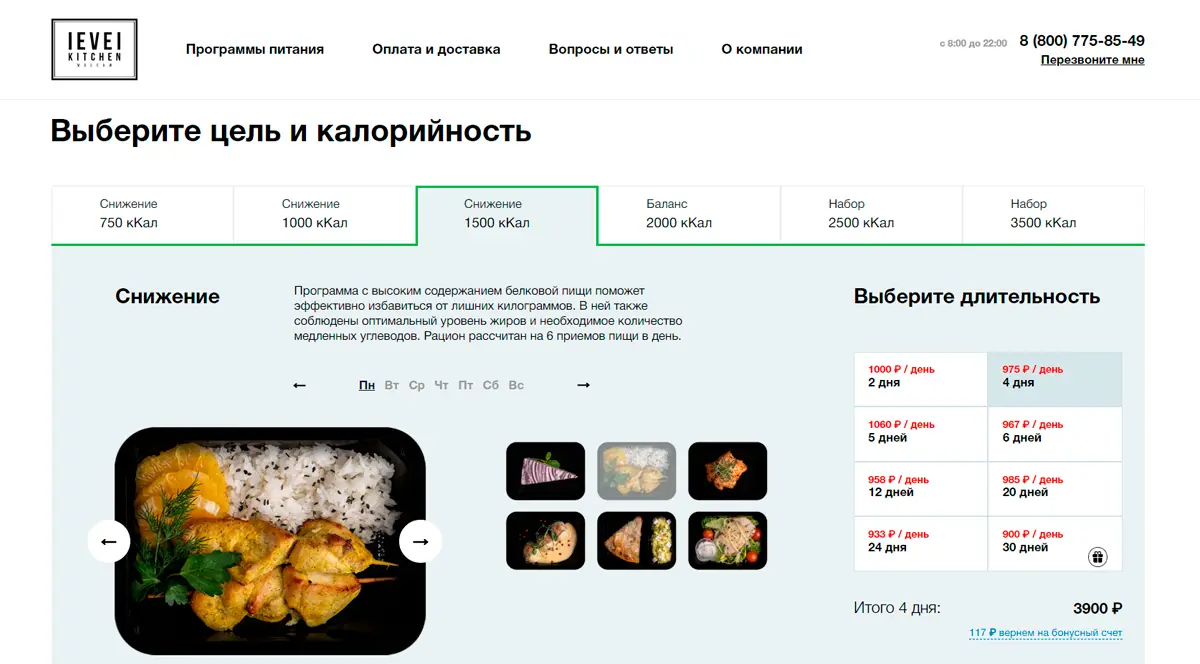 lEVEl
KITCHEN
MOSCOW
Программы питания
Оплата и доставка
Вопросы и ответы
О компании
с 8:00 до 22:00
8 (800) 775-85-49
Перезвоните мне
Выберите цель и калорийность
Снижение
750 кКал
Снижение
1000 кКал
Снижение
1500 кКал
Баланс
2000 кКал
Набор
2500 кКал
Набор
3500 кКал
Снижение
Программа с высоким содержанием белковой пищи поможет
эффективно избавиться от лишних килограммов. В ней также
соблюдены оптимальный уровень жиров и необходимое количество
медленных углеводов. Рацион рассчитан на 6 приемов пищи в день.
← Пн Вт Ср Чт Пт Сб Вс →
Выберите длительность
1000 ₽ / день
2 дня
975 ₽ / день
4 дня
1060 ₽ / день
5 дней
967 ₽ / день
6 дней
958 ₽ / день
12 дней
985 ₽ / день
20 дней
933 ₽ / день
24 дня
900 ₽ / день
30 дней
Итого 4 дня: 3900 ₽
117 ₽ вернем на бонусный счет